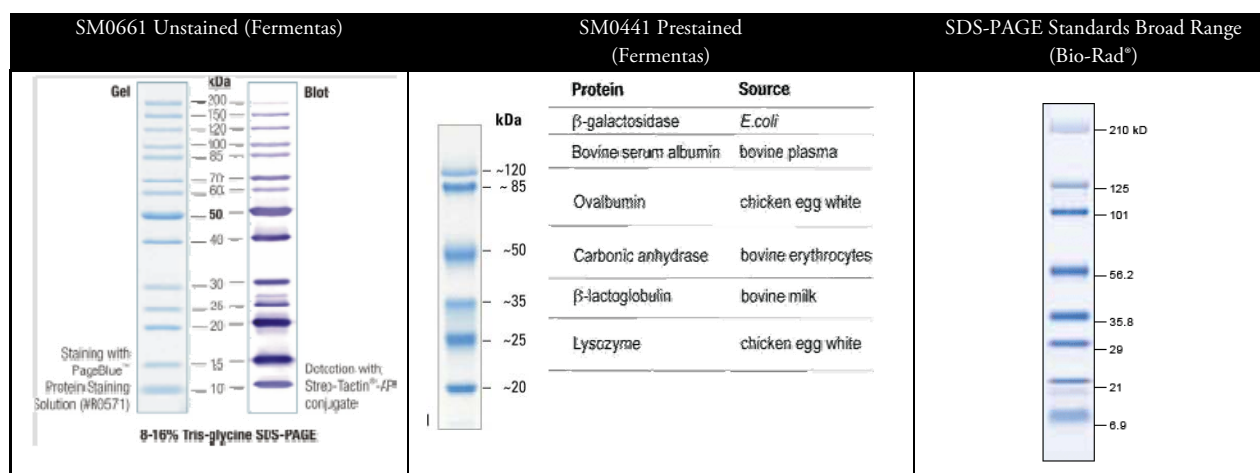 SM0661 Unstained (Fermentas)
SM0441 Prestained
(Fermentas)
SDS-PAGE Standards Broad Range
(Bio-Rad®)
Gel
kDa
Blot
200
150
120
100
85
70
60
50
40
30
25
20
15
10
Staining with
PageBlue™
Protein Staining
Solution (#R0571)
Detection with
Strep-Tactin®-AP
conjugate
8-16% Tris-glycine SDS-PAGE
kDa
~120
~85
~50
~35
~25
~20
Protein Source
β-galactosidase E.coli
Bovine serum albumin bovine plasma
Ovalbumin chicken egg white
Carbonic anhydrase bovine erythrocytes
β-lactoglobulin bovine milk
Lysozyme chicken egg white
210 kD
125
101
56.2
35.8
29
21
6.9